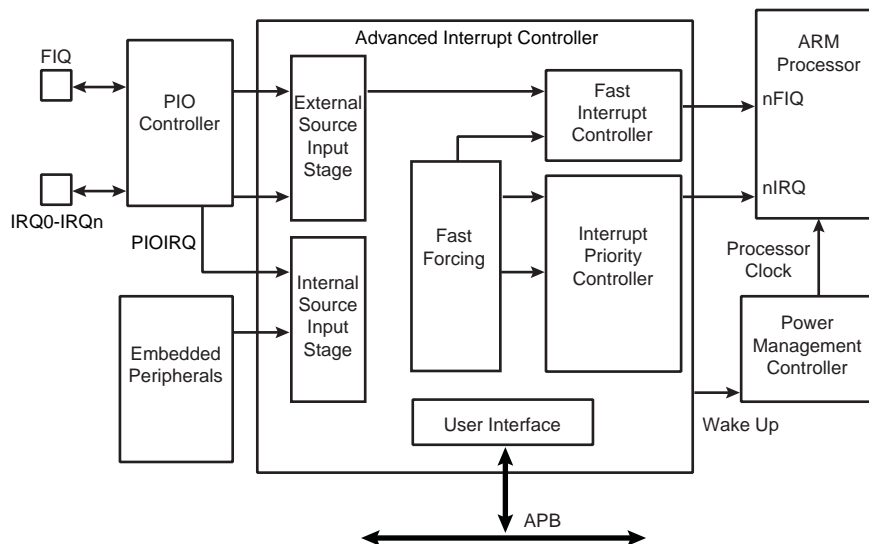 FIQ
PIO
Controller
IRQ0-IRQn
PIOIRQ
Embedded
Peripherals
Advanced Interrupt Controller
External
Source
Input
Stage
Internal
Source
Input
Stage
Fast
Forcing
Fast
Interrupt
Controller
Interrupt
Priority
Controller
User Interface
APB
ARM
Processor
nFIQ
nIRQ
Processor
Clock
Power
Management
Controller
Wake Up